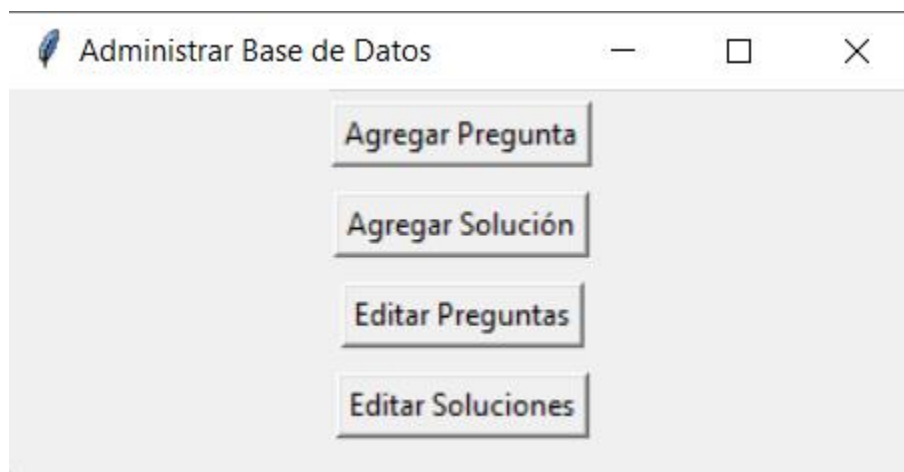 Administrar Base de Datos
Agregar Pregunta
Agregar Solución
Editar Preguntas
Editar Soluciones